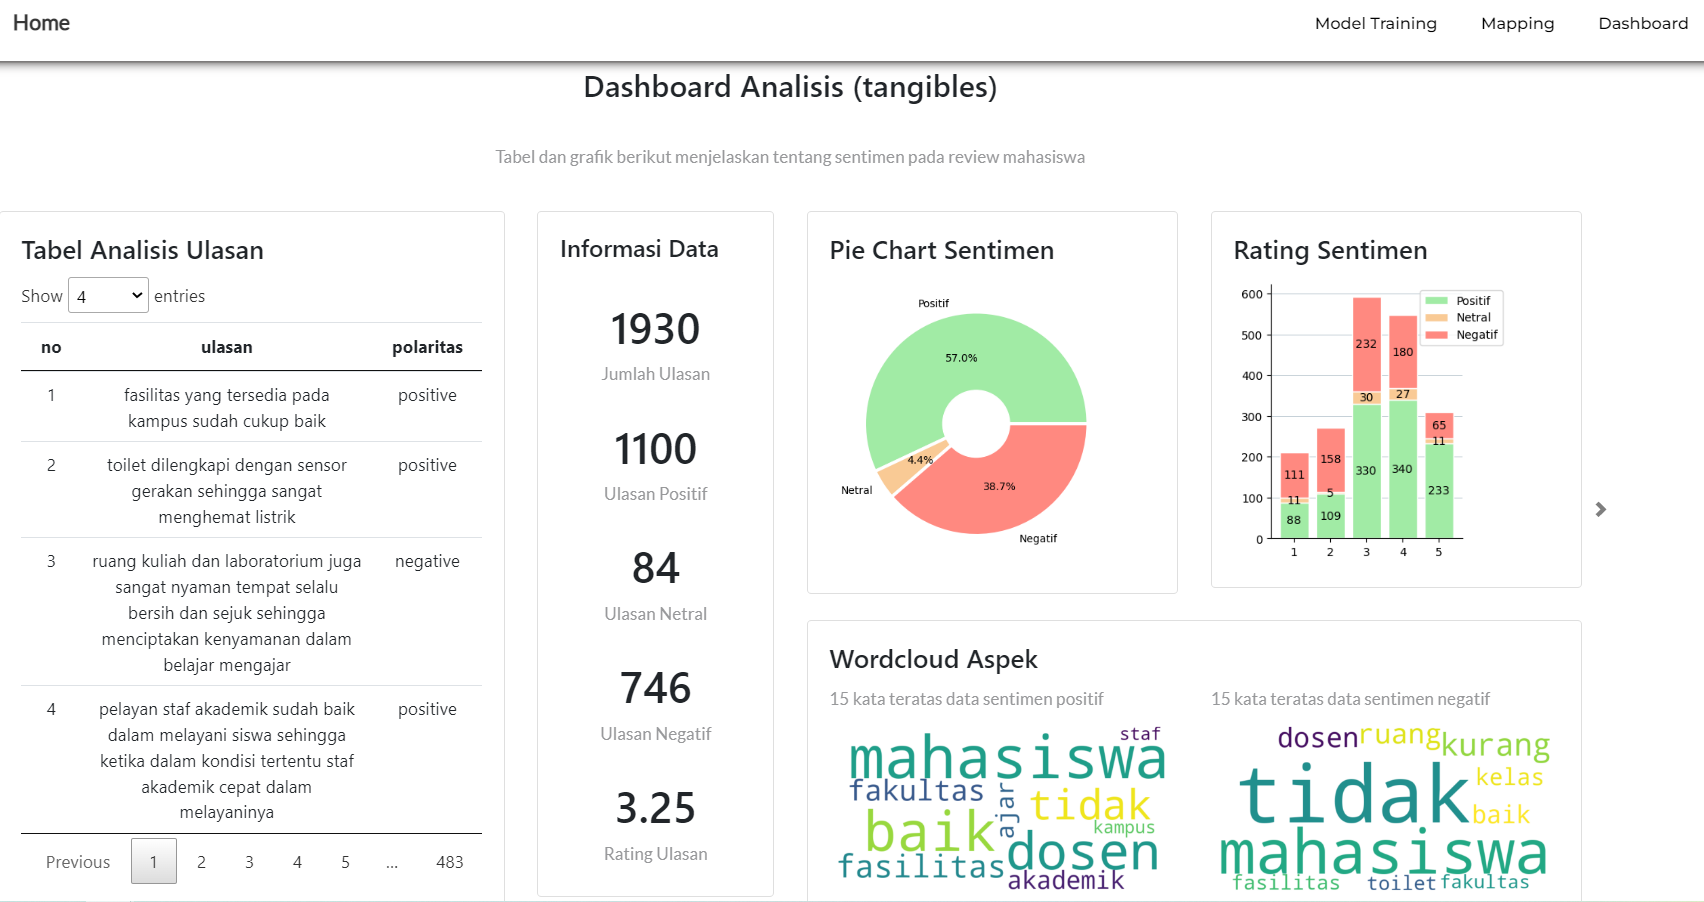 Home
Model Training
Mapping
Dashboard
Dashboard Analisis (tangibles)
Tabel dan grafik berikut menjelaskan tentang sentimen pada review mahasiswa
Tabel Analisis Ulasan
Show 4 entries
no ulasan polaritas
1 fasilitas yang tersedia pada positive
kampus sudah cukup baik
2 toilet dilengkapi dengan sensor positive
gerakan sehingga sangat
menghemat listrik
3 ruang kuliah dan laboratorium juga negative
sangat nyaman tempat selalu
bersih dan sejuk sehingga
menciptakan kenyamanan dalam
belajar mengajar
4 pelayan staf akademik sudah baik positive
dalam melayani siswa sehingga
ketika dalam kondisi tertentu staf
akademik cepat dalam
melayaninya
Previous 1 2 3 4 5 ... 483
Informasi Data
1930
Jumlah Ulasan
1100
Ulasan Positif
84
Ulasan Netral
746
Ulasan Negatif
3.25
Rating Ulasan
Pie Chart Sentimen
Positif
57.0%
4.4%
Netral
38.7%
Negatif
Rating Sentimen
Positif
Netral
Negatif
600
500
400
300
200
100
0
111
11
88
158
5
109
232
30
330
180
27
340
65
11
233
1 2 3 4 5
Wordcloud Aspek
15 kata teratas data sentimen positif
staf
mahasiswa
fakultas
ajar
tidak
baik
kampus
fasilitas
dosen
akademik
15 kata teratas data sentimen negatif
dosen
ruang
kurang
tidak
kelas
baik
mahasiswa
fasilitas
toilet
fakultas